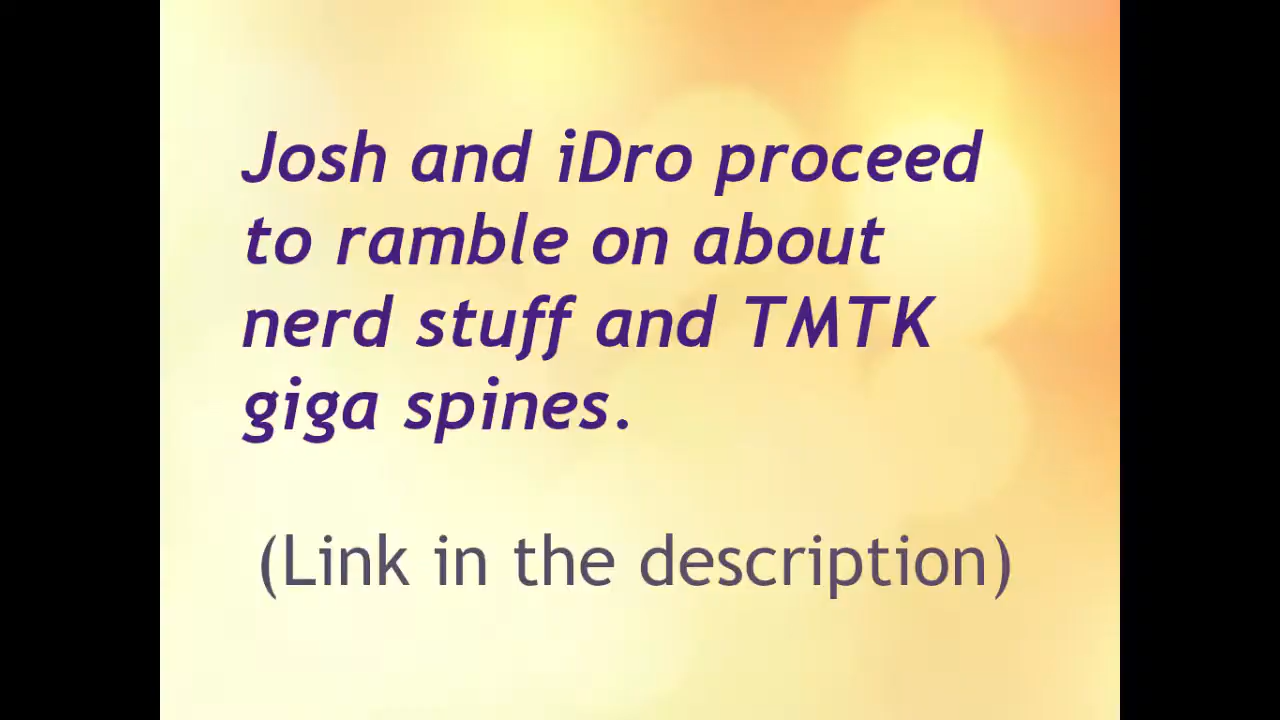 Josh and iDro proceed
to ramble on about
nerd stuff and TMTK
giga spines.
(Link in the description)